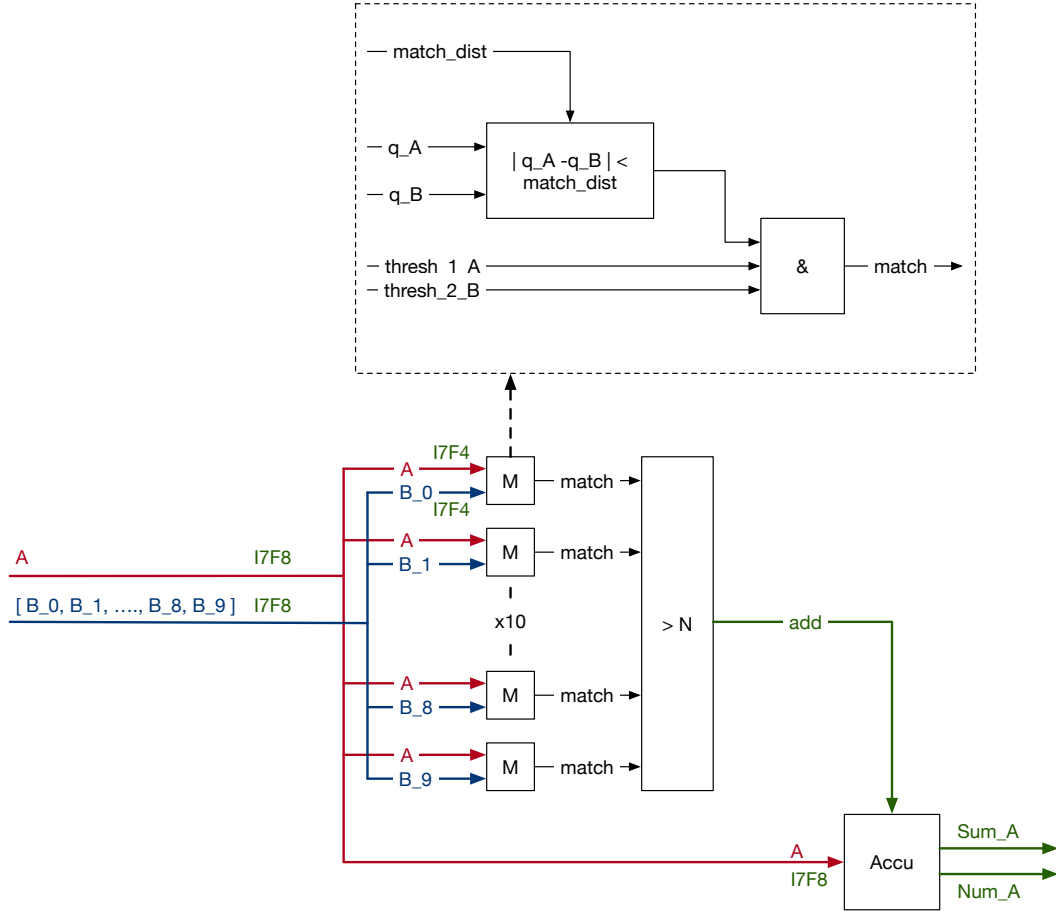 match_dist
q_A
| q_A -q_B | <
match_dist
q_B
thresh 1 A
&
match
thresh_2_B
I7F4
A
M
match
B_0
I7F4
A
I7F8
A
M
match
B_1
[ B_0, B_1, …., B_8, B_9 ]
I7F8
x10
> N
add
A
M
match
B_8
A
M
match
B_9
A
I7F8
Accu
Sum_A
Num_A